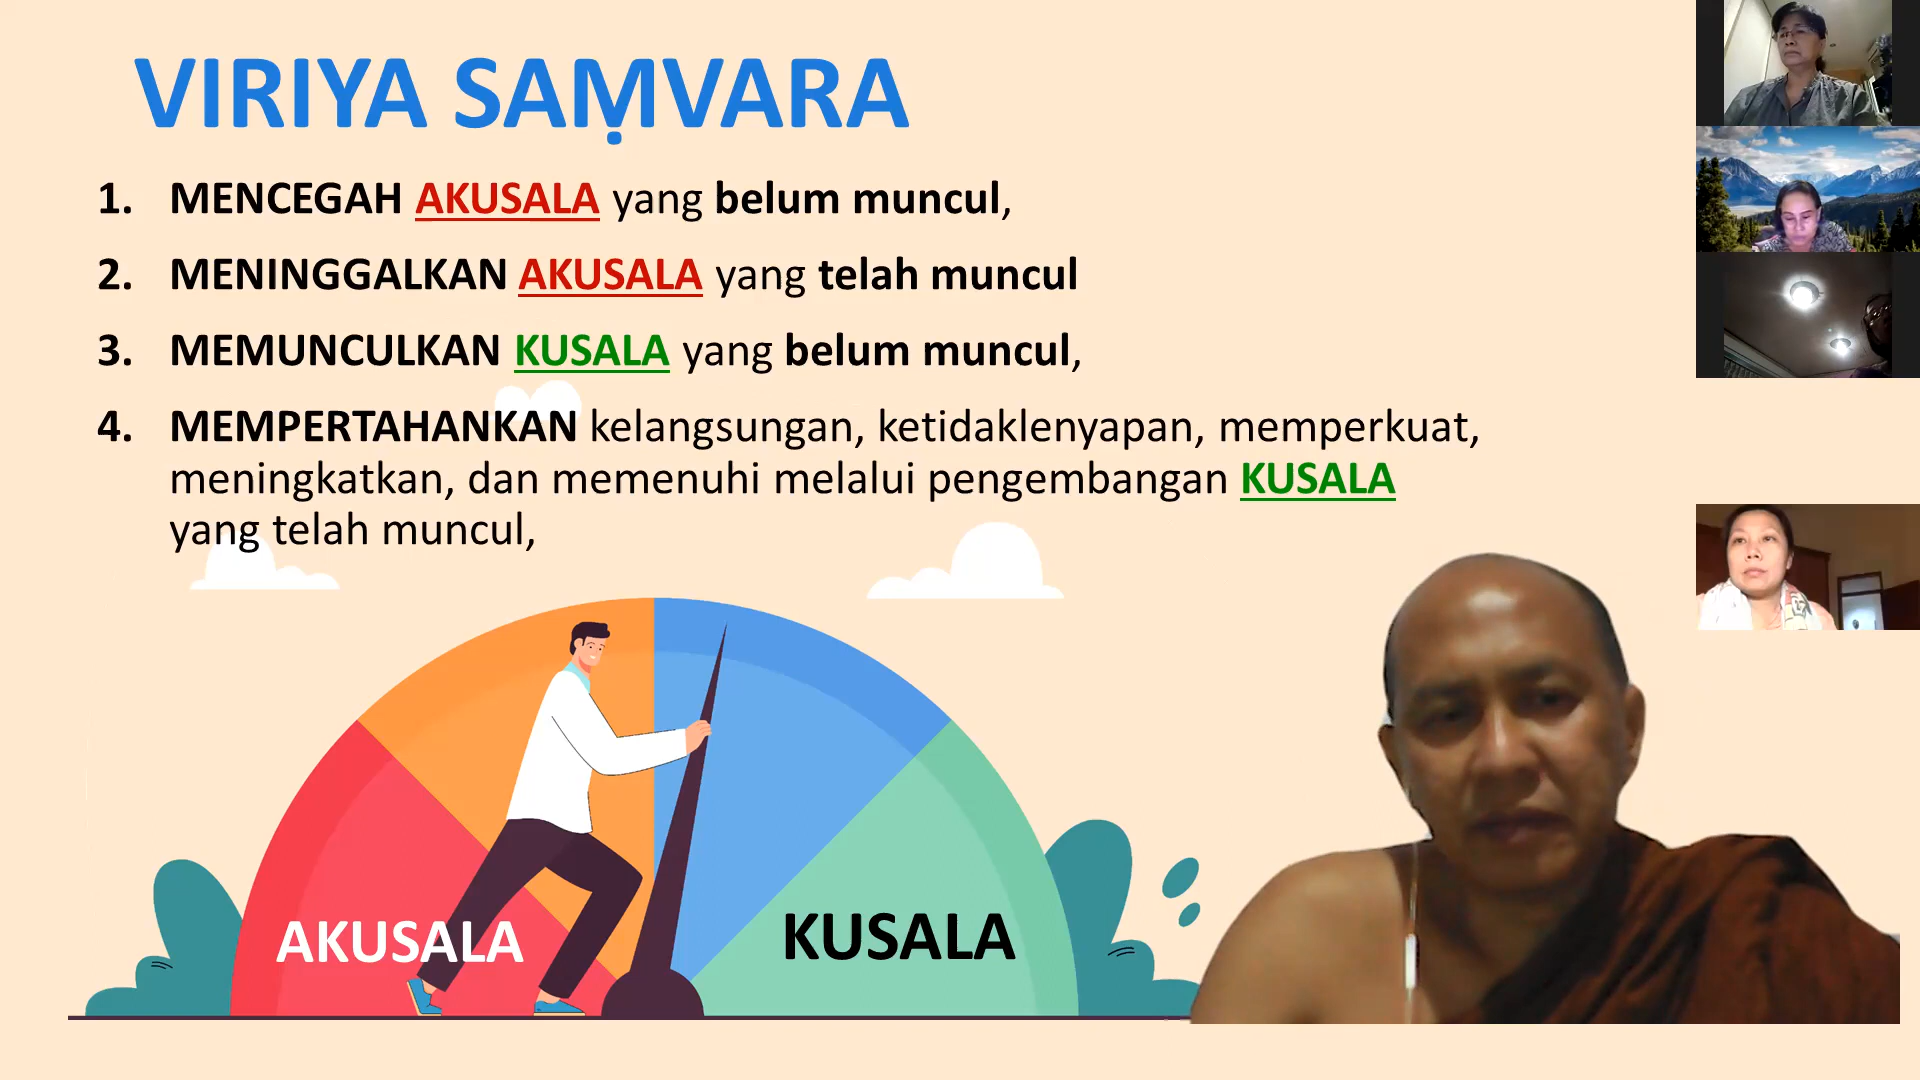 VIRIYA SAṂVARA
1. MENCEGAH AKUSALA yang belum muncul,
2. MENINGGALKAN AKUSALA yang telah muncul
3. MEMUNCULKAN KUSALA yang belum muncul,
4. MEMPERTAHANKAN kelangsungan, ketidaklenyapan, memperkuat,
meningkatkan, dan memenuhi melalui pengembangan KUSALA
yang telah muncul,
AKUSALA
KUSALA